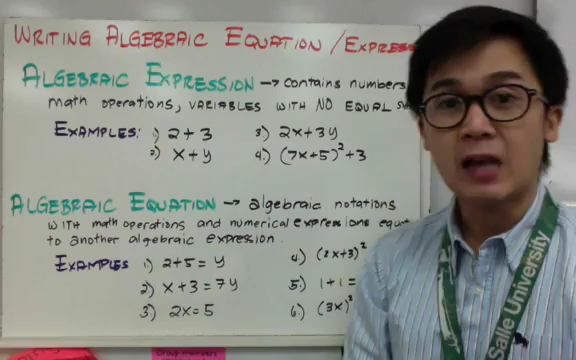 WRITING ALGEBRAIC EQUATION /EXPRESS
ALGEBRAIC EXPRESSION → contains numbers
math operations, VARIABLES WITH NO EQUAL
EXAMPLES: 1) 2+3 3) 2x+3y
2) x+y 4.) (7x+5)²+3
ALGEBRAIC EQUATION → algebraic notations
WITH math operations and numerical expressions equ
to another algebraic expression.
EXAMPLES 1) 2+5=y 4) (2x+3)²
2) x+3=7y 5.) 1+1=
3) 2x=5 6.) (3x)²
Salle University
Salle
Group members